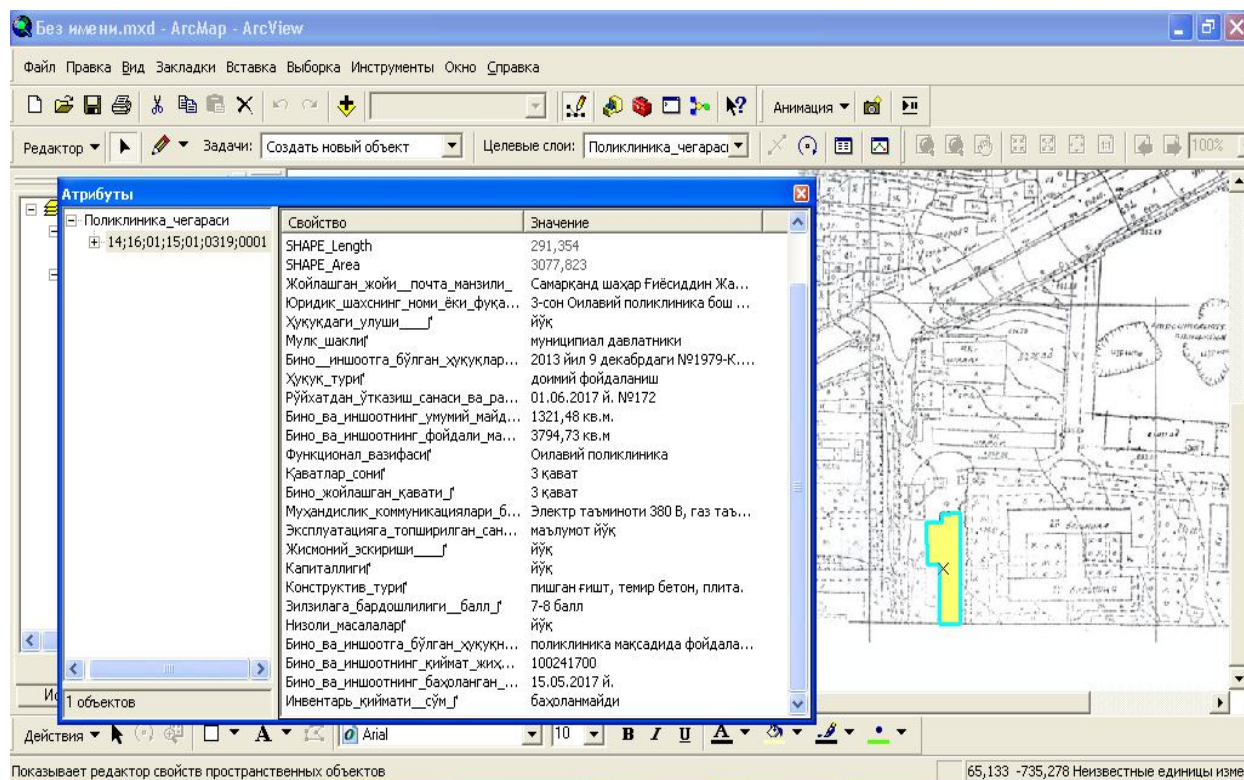 Без имени.mxd - ArcMap - ArcView
Файл Правка Вид Закладки Вставка Выборка Инструменты Окно Справка
Анимация
Редактор Задачи: Создать новый объект Целевые слои: Поликлиника_чегараси 100%
Атрибуты
Поликлиника_чегараси
14;16;01;15;01;0319;0001
Свойство Значение
SHAPE_Length 291,354
SHAPE_Area 3077,823
Жойлашган_жойи__почта_манзили_ Самарқанд шаҳар Ғиёсиддин Жа...
Юридик_шахснинг_номи_ёки_фуқа... 3-сон Оилавий поликлиника бош ...
Ҳуқуқдаги_улуши____ йўқ
Мулк_шакли муниципиал давлатники
Бино__иншоотга_бўлган_ҳуқуқлар... 2013 йил 9 декабрдаги №1979-К....
Ҳуқуқ_тури доимий фойдаланиш
Рўйхатдан_ўтказиш_санаси_ва_ра... 01.06.2017 й. №172
Бино_ва_иншоотнинг_умумий_майд... 1321,48 кв.м.
Бино_ва_иншоотнинг_фойдали_ма... 3794,73 кв.м
Функционал_вазифаси Оилавий поликлиника
Қаватлар_сони 3 қават
Бино_жойлашган_қавати_ 3 қават
Муҳандислик_коммуникациялари_б... Электр таъминоти 380 В, газ таъ...
Эксплуатацияга_топширилган_сан... маълумот йўқ
Жисмоний_эскириши____ йўқ
Капиталлиги йўқ
Конструктив_тури пишган ғишт, темир бетон, плита.
Зилзилага_бардошлилиги__балл_ 7-8 балл
Низоли_масалалар йўқ
Бино_ва_иншоотга_бўлган_ҳуқуқн... поликлиника мақсадида фойдала...
Бино_ва_иншоотнинг_қиймат_жиҳ... 100241700
Бино_ва_иншоотнинг_баҳоланган_... 15.05.2017 й.
Инвентарь_қиймати__сўм_ баҳоланмайди
1 объектов
Действия Arial 10 B I U A
Показывает редактор свойств пространственных объектов 65,133 -735,278 Неизвестные единицы изме